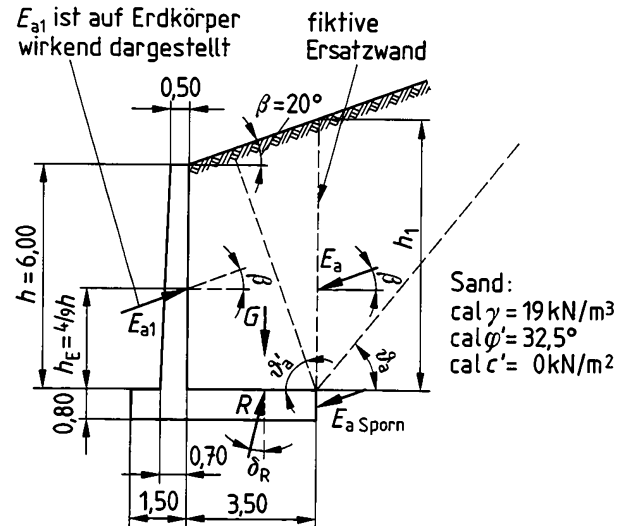 E_a1 ist auf Erdkörper
wirkend dargestellt
fiktive
Ersatzwand
0,50
β=20°
h=6,00
h_E=4/9h
h_1
β
E_a
β
E_a1
G
ϑ'_a
ϑ_a
Sand:
cal γ = 19 kN/m³
cal φ' = 32,5°
cal c' = 0 kN/m²
0,80
R
E_a Sporn
0,70
δ_R
1,50
3,50